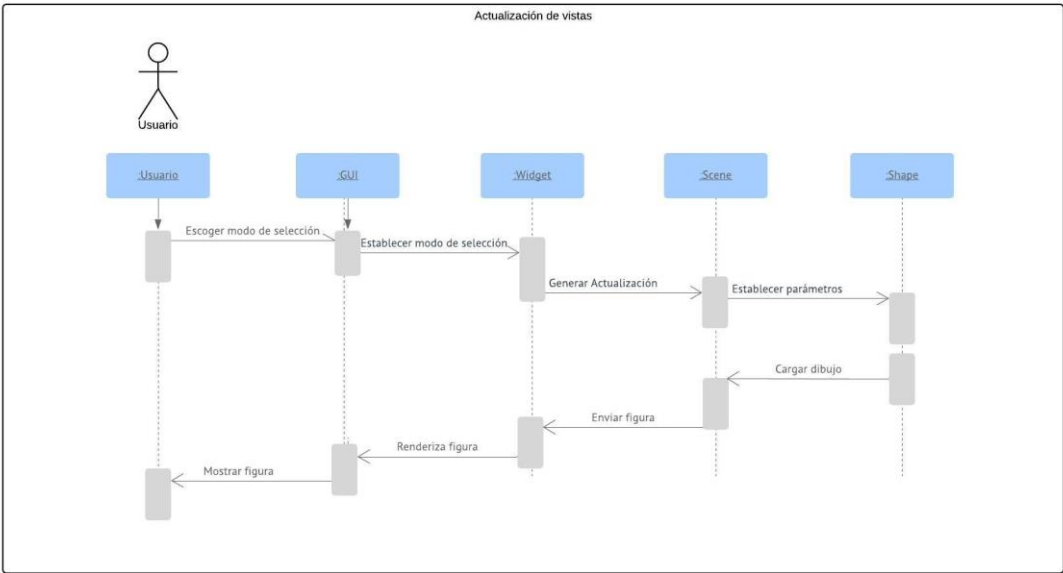 Actualización de vistas
Usuario
:Usuario
:GUI
:Widget
:Scene
:Shape
Escoger modo de selección
Establecer modo de selección
Generar Actualización
Establecer parámetros
Cargar dibujo
Enviar figura
Renderiza figura
Mostrar figura